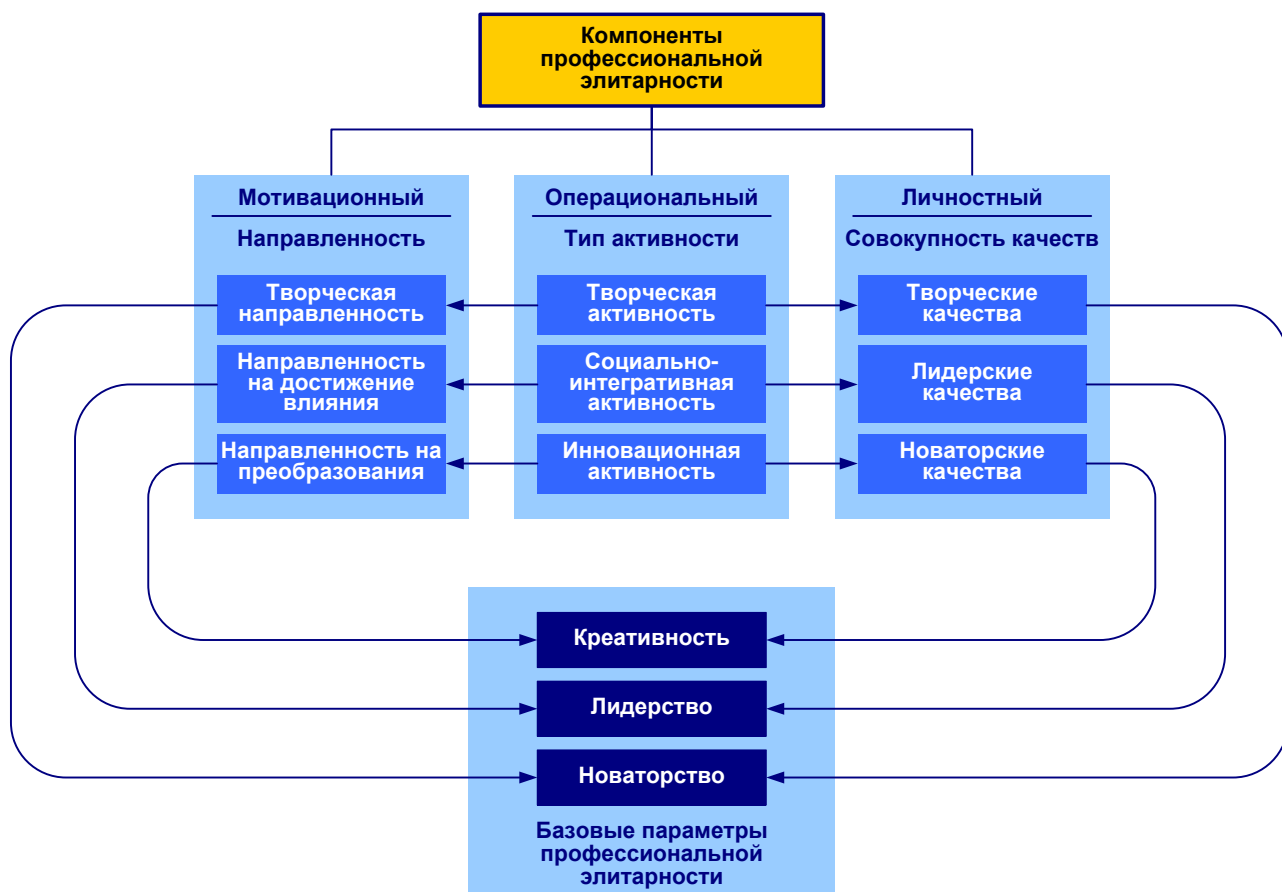 Компоненты
профессиональной
элитарности
Мотивационный
Направленность
Творческая
направленность
Направленность
на достижение
влияния
Направленность на
преобразования
Операциональный
Тип активности
Творческая
активность
Социально-
интегративная
активность
Инновационная
активность
Личностный
Совокупность качеств
Творческие
качества
Лидерские
качества
Новаторские
качества
Креативность
Лидерство
Новаторство
Базовые параметры
профессиональной
элитарности